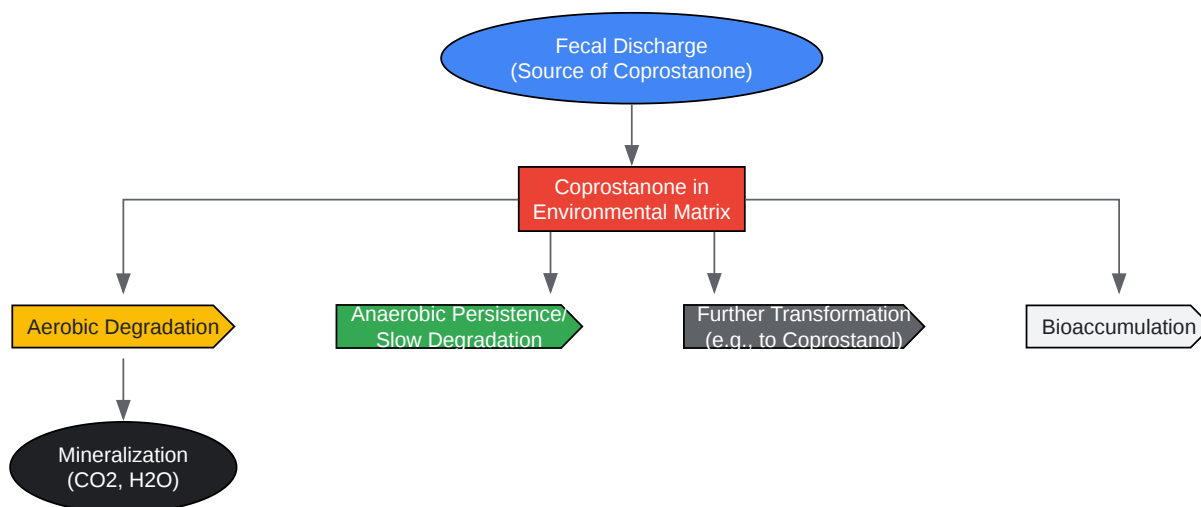 Fecal Discharge
(Source of Coprostanone)
Coprostanone in
Environmental Matrix
Aerobic Degradation
Anaerobic Persistence/
Slow Degradation
Further Transformation
(e.g., to Coprostanol)
Bioaccumulation
Mineralization
(CO2, H2O)